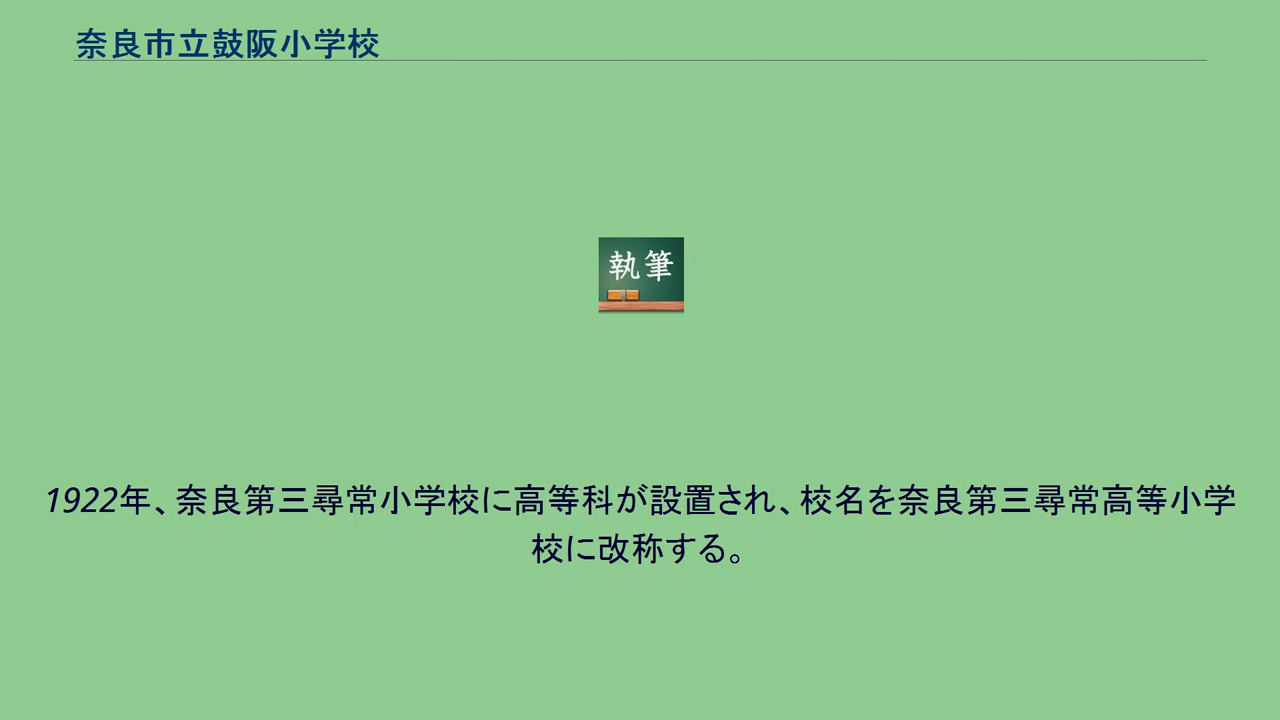 奈良市立鼓阪小学校
執筆
1922年、奈良第三尋常小学校に高等科が設置され、校名を奈良第三尋常高等小学
校に改称する。